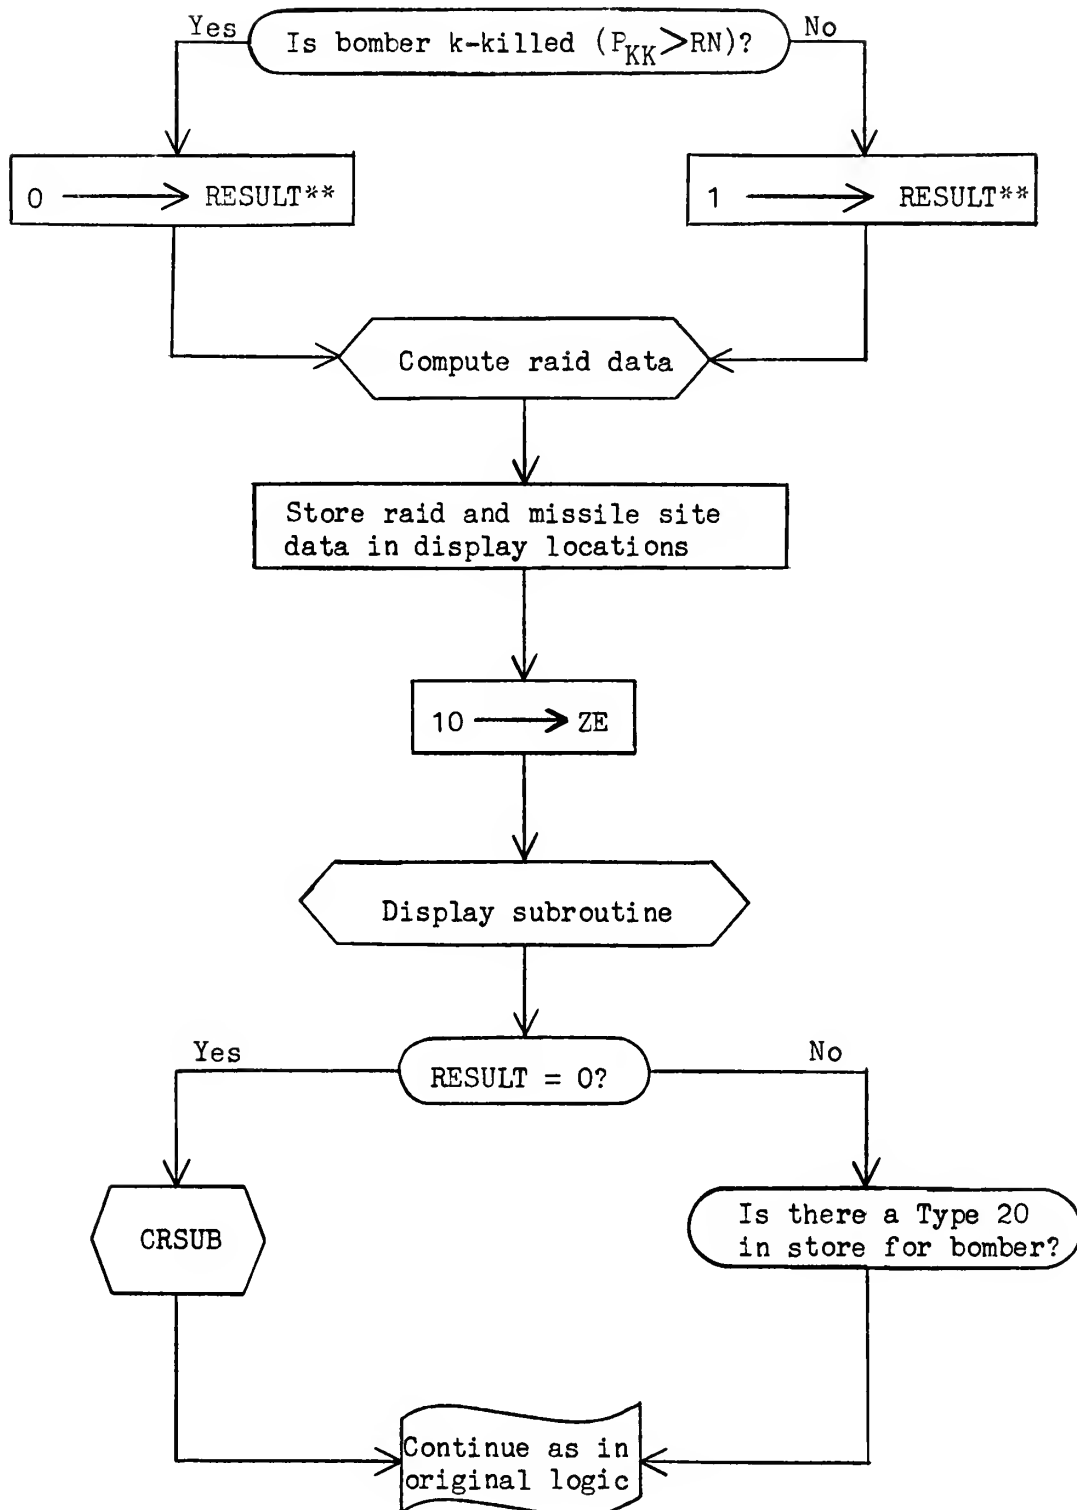 Yes
Is bomber k-killed (PKK>RN)?
No
0 → RESULT**
1 → RESULT**
Compute raid data
Store raid and missile site
data in display locations
10 → ZE
Display subroutine
Yes
RESULT = 0?
No
CRSUB
Is there a Type 20
in store for bomber?
Continue as in
original logic